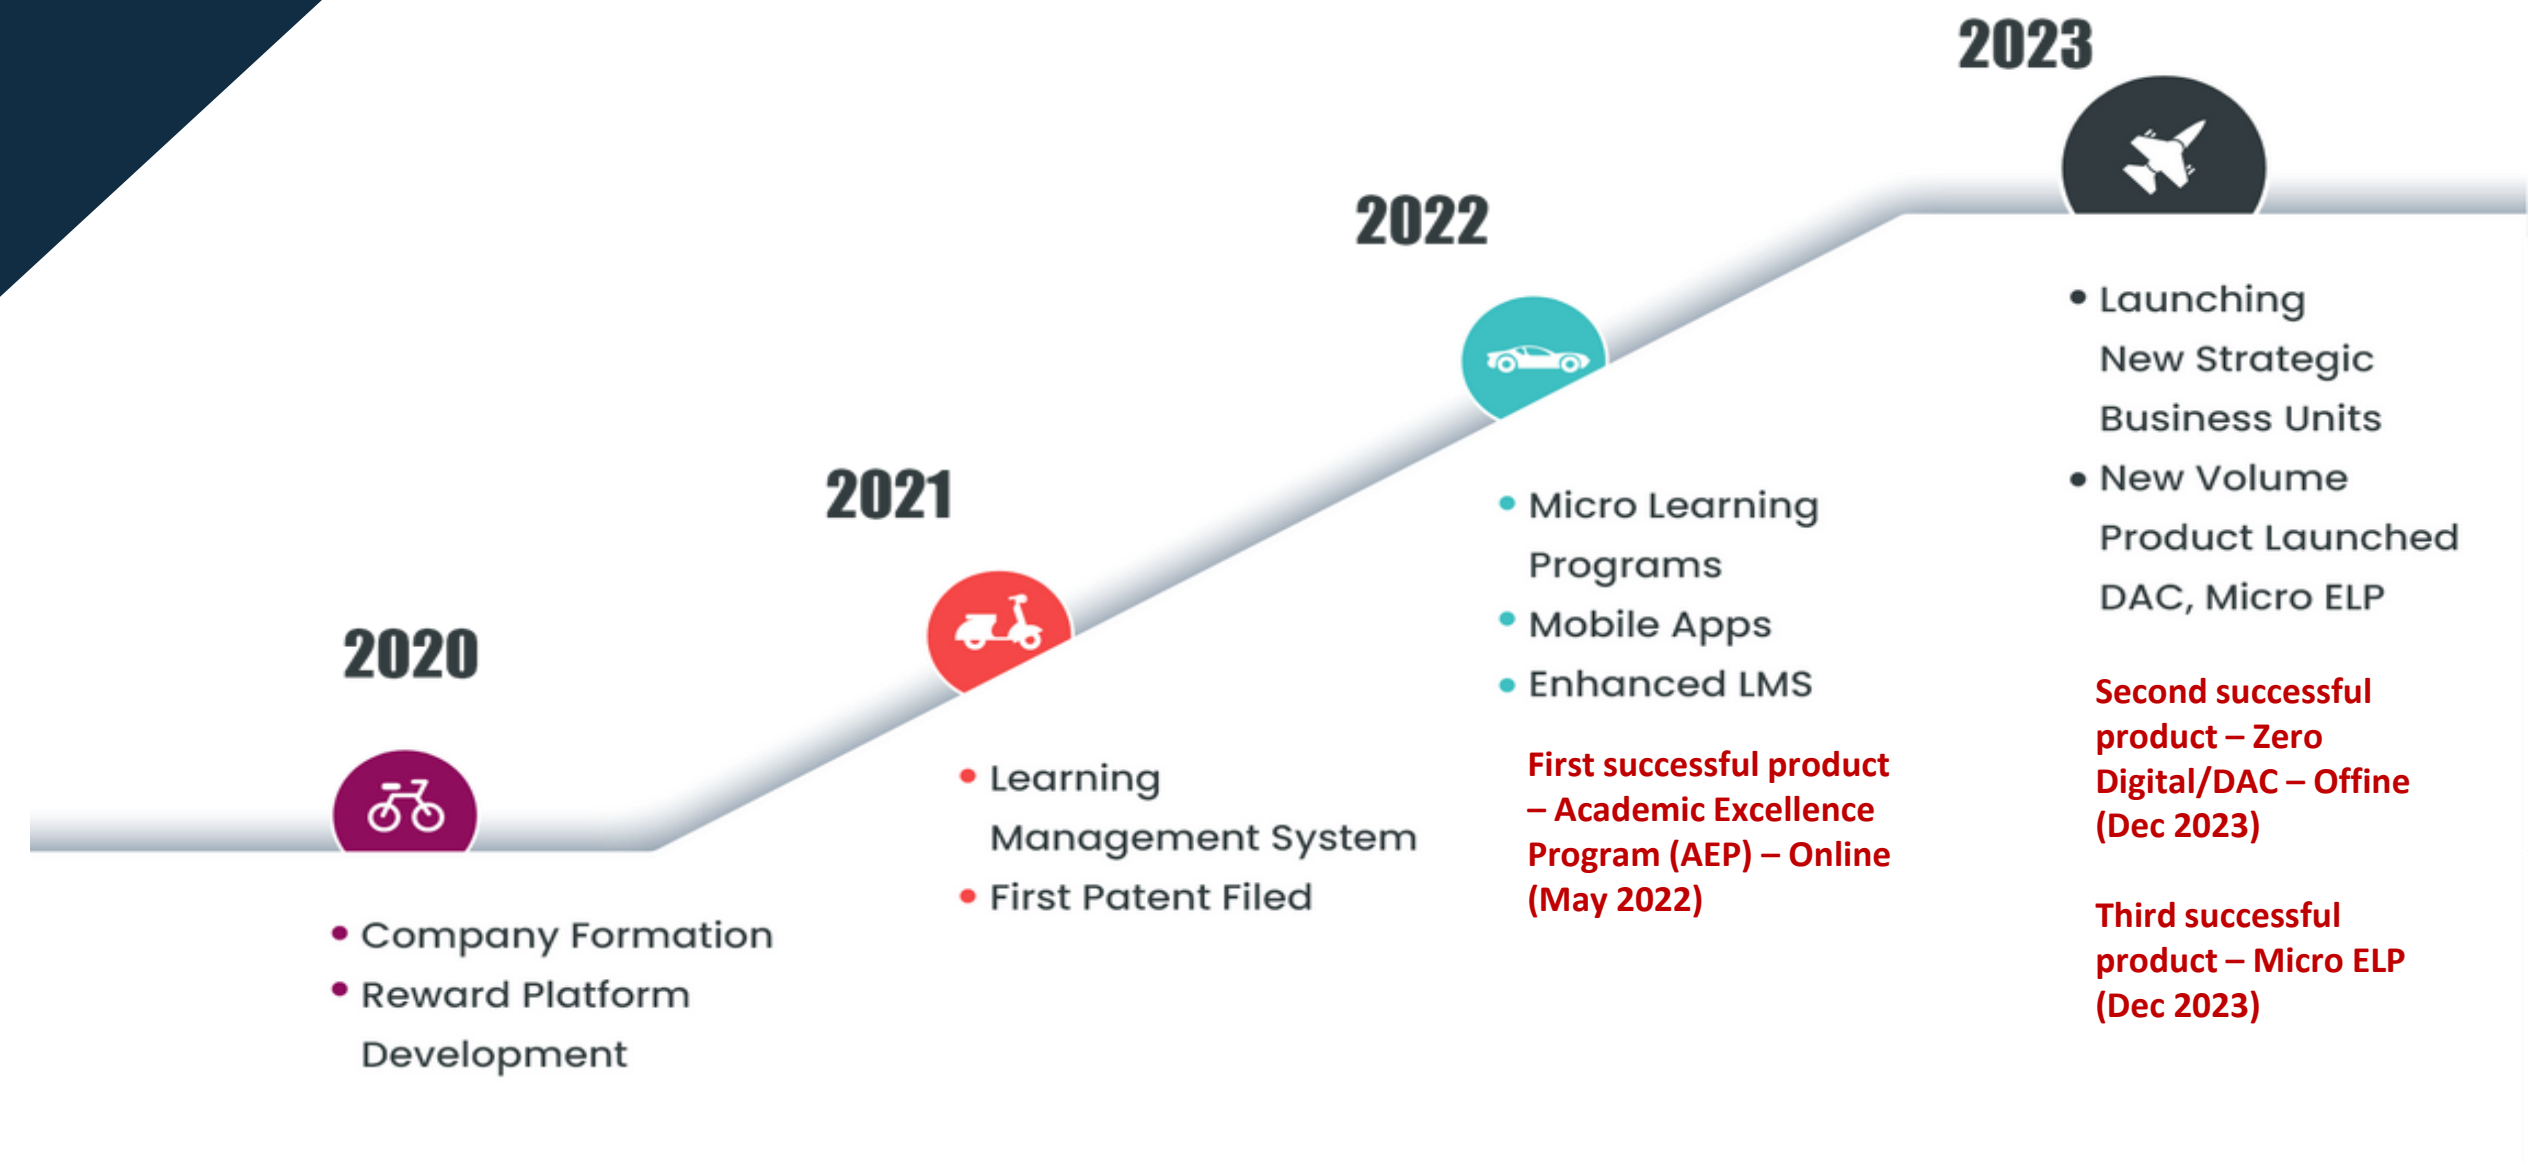 2020
• Company Formation
• Reward Platform
Development
2021
• Learning
Management System
• First Patent Filed
2022
• Micro Learning
Programs
• Mobile Apps
• Enhanced LMS
First successful product
– Academic Excellence
Program (AEP) – Online
(May 2022)
2023
• Launching
New Strategic
Business Units
• New Volume
Product Launched
DAC, Micro ELP
Second successful
product – Zero
Digital/DAC – Offine
(Dec 2023)
Third successful
product – Micro ELP
(Dec 2023)